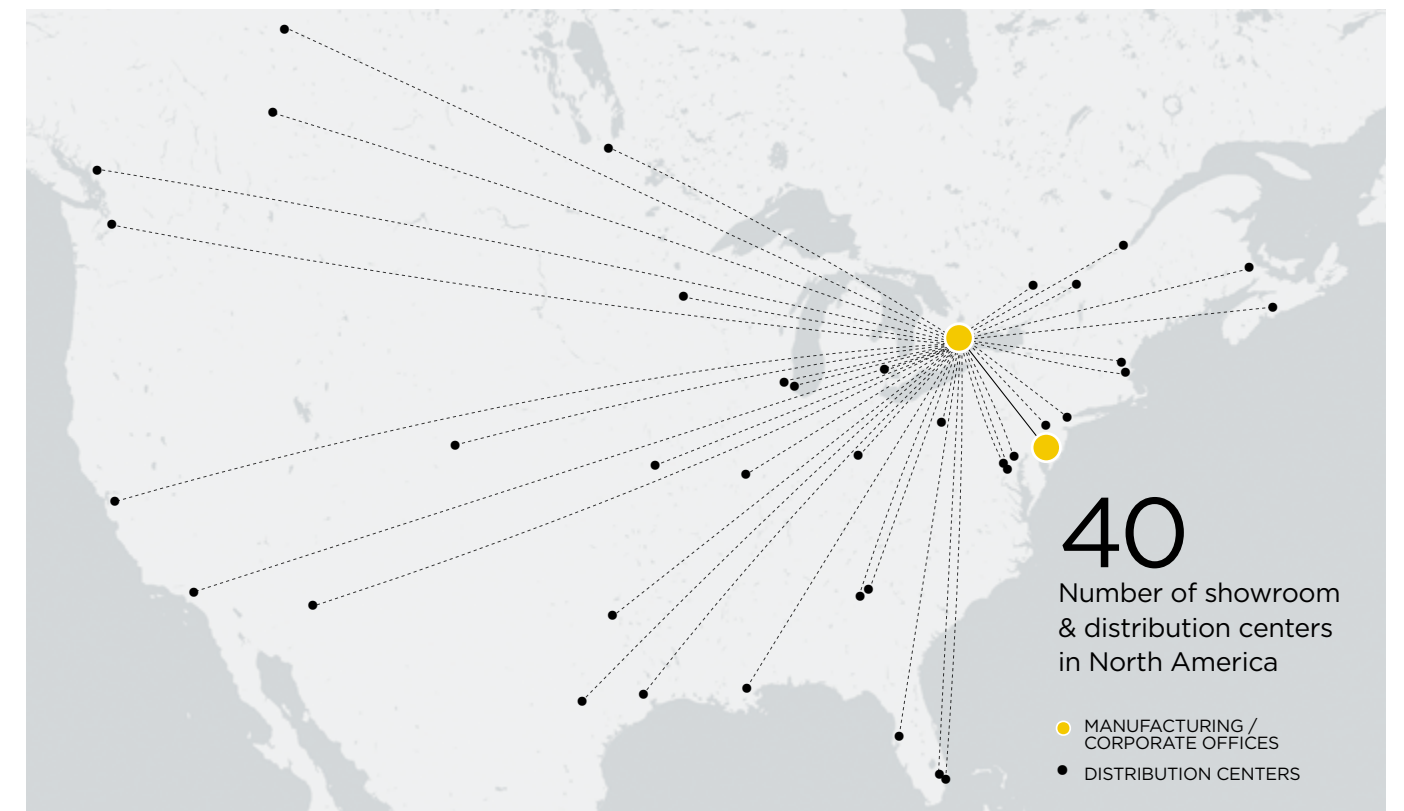 40
Number of showroom
& distribution centers
in North America
MANUFACTURING /
CORPORATE OFFICES
DISTRIBUTION CENTERS